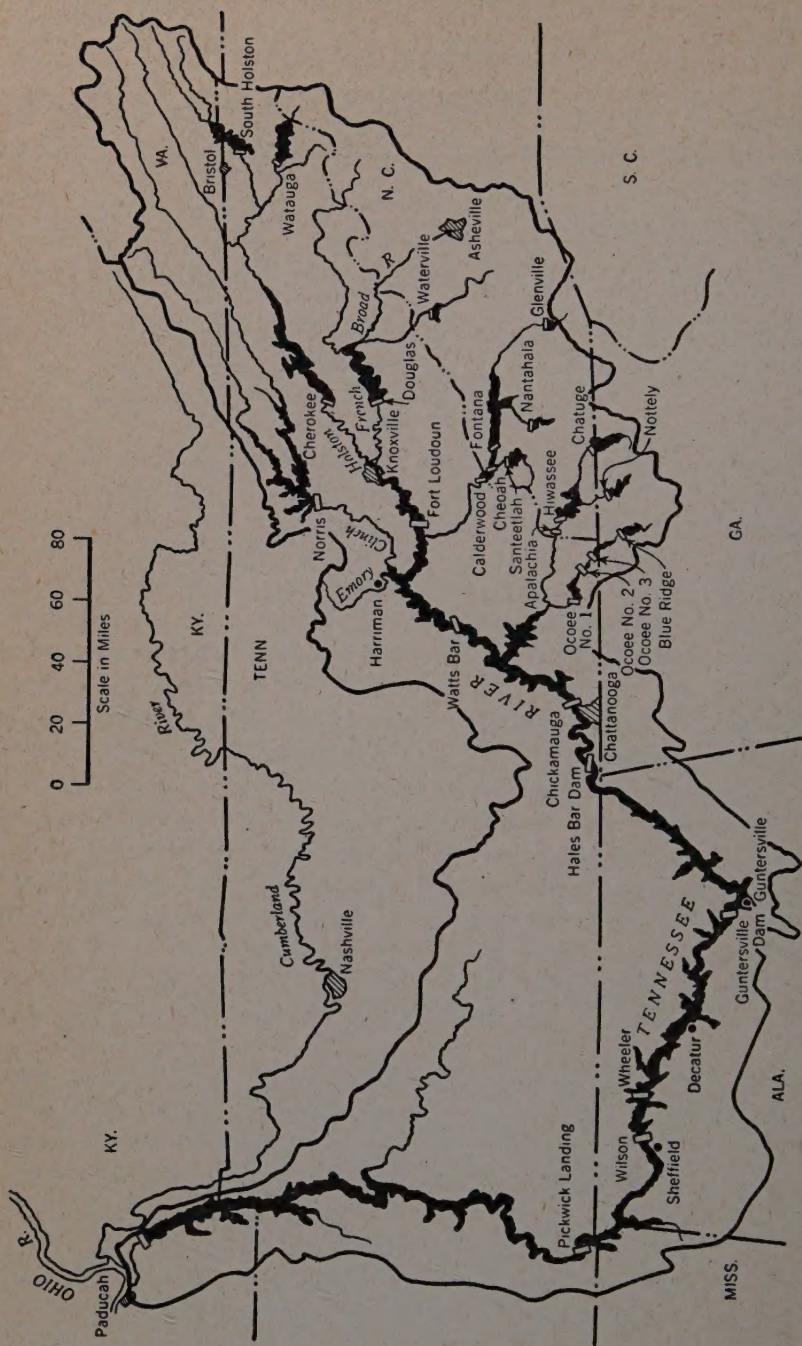 OHIO
R.
Paducah
KY.
Cumberland
Nashville
River
KY.
TENN
0 20 40 60 80
Scale in Miles
VA.
Bristol
South Holston
Watauga
N. C.
Cherokee
Holston
French
Broad
R.
Knoxville
Douglas
Waterville
Asheville
Norris
Clinch
Emory
Harriman
Fort Loudoun
Watts Bar
RIVER
Calderwood
Cheoah
Santeetlah
Fontana
Nantahala
Glenville
S. C.
Apalachia
Hiwassee
Chatuge
Nottely
Ocoee
No. 1
Ocoee No. 2
Ocoee No. 3
Blue Ridge
GA.
Chickamauga
Chattanooga
Hales Bar Dam
Pickwick Landing
Wilson
Wheeler
Sheffield
TENNESSEE
Decatur
Guntersville
Dam
Guntersville
MISS.
ALA.